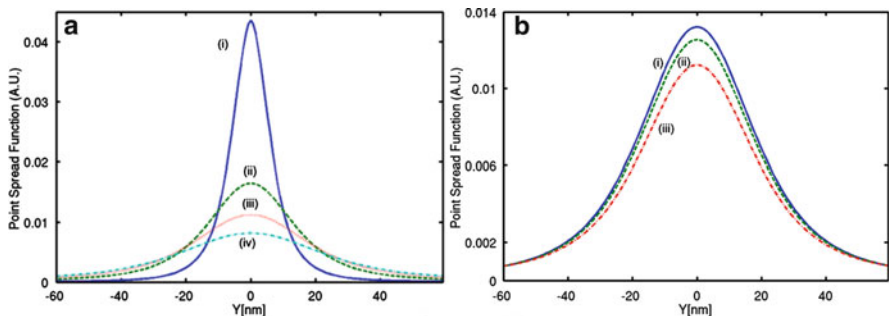 a
Point Spread Function (A.U.)
0.04
0.03
0.02
0.01
0
(i)
(ii)
(iii)
(iv)
-60
-40
-20
0
20
40
Y[nm]
b
Point Spread Function (A.U.)
0.014
0.01
0.006
0.002
0
(i)
(ii)
(iii)
-60
-40
-20
0
20
40
Y[nm]